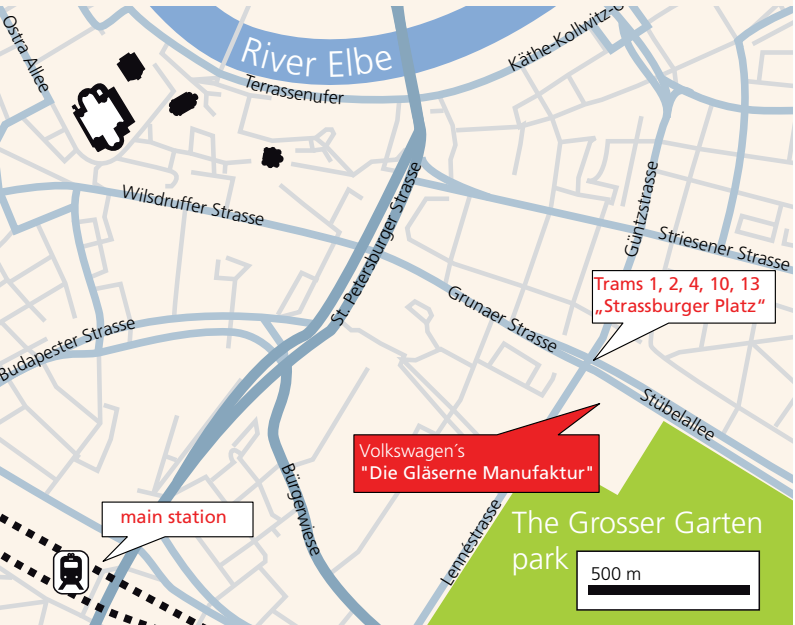 Ostra Allee
River Elbe
Terrassenufer
Wilsdruffer Strasse
St. Petersburger Strasse
Güntzstrasse
Striesener Strasse
Trams 1, 2, 4, 10, 13
„Strassburger Platz“
Grunaer Strasse
Budapester Strasse
Stübelallee
Volkswagen´s
"Die Gläserne Manufaktur"
Bürgerwiese
main station
Lennéstrasse
The Grosser Garten
park
500 m